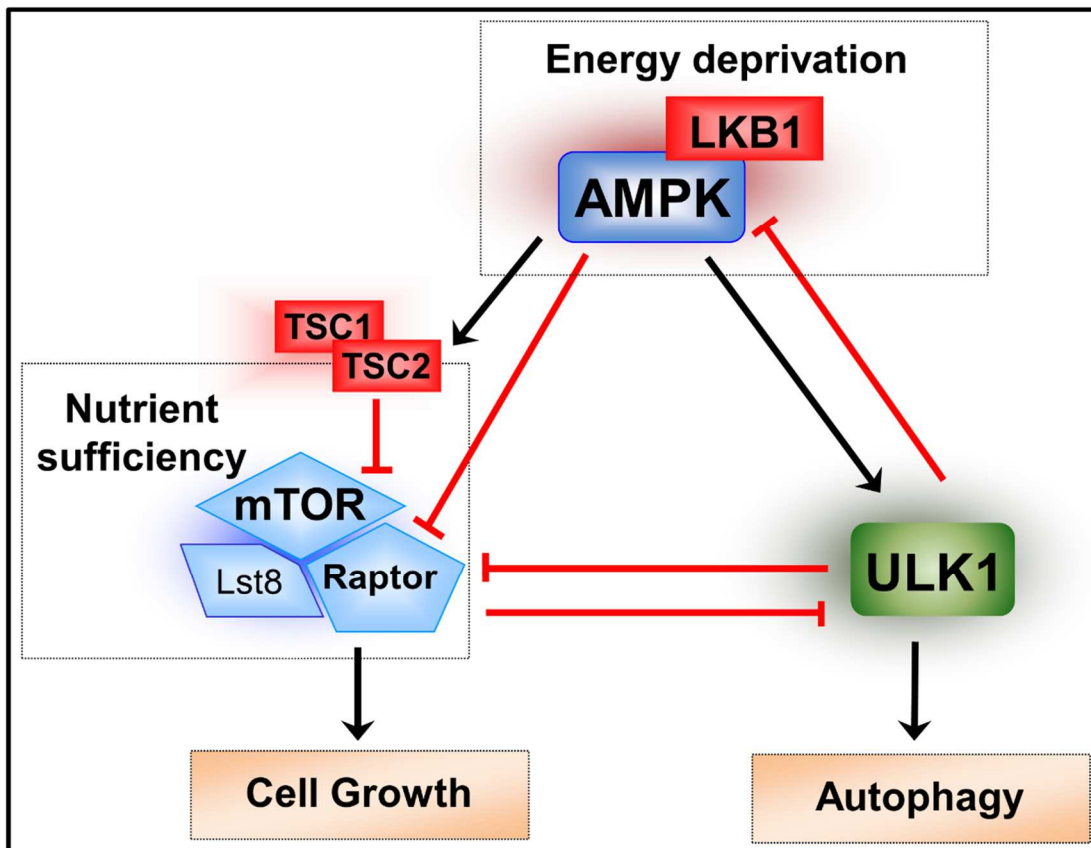 Energy deprivation
LKB1
AMPK
TSC1
TSC2
Nutrient
sufficiency
mTOR
Lst8
Raptor
ULK1
Cell Growth
Autophagy